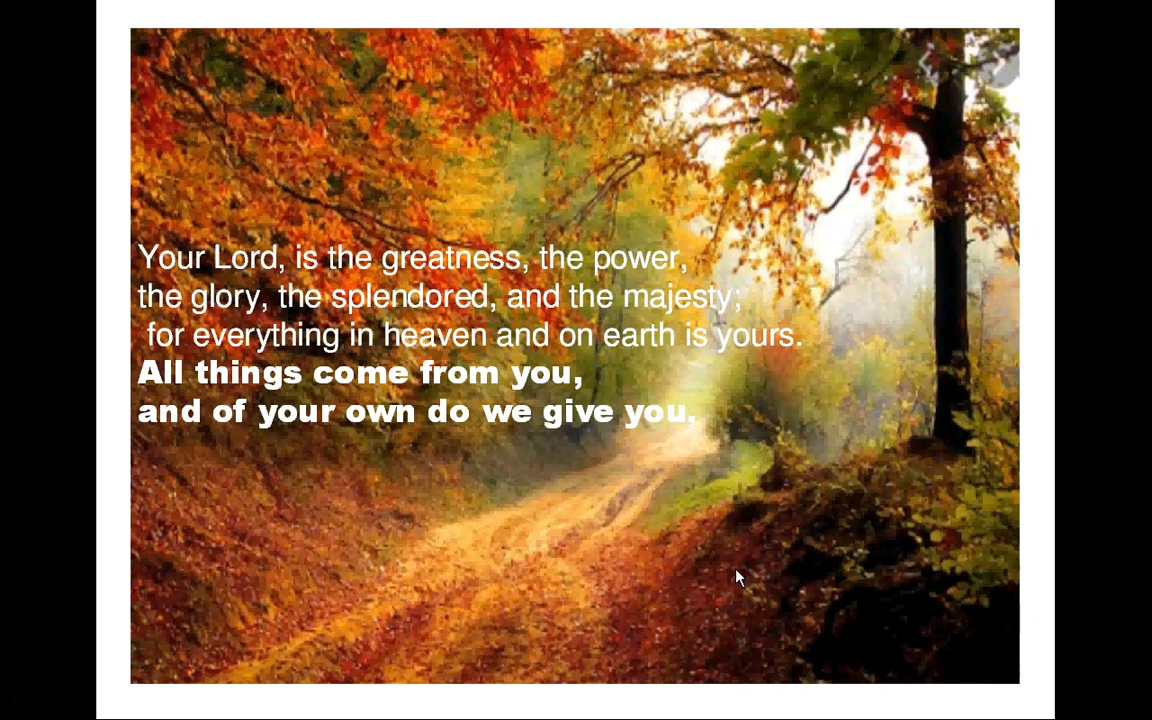 Your Lord, is the greatness, the power,
the glory, the splendored, and the majesty;
for everything in heaven and on earth is yours.
All things come from you,
and of your own do we give you.